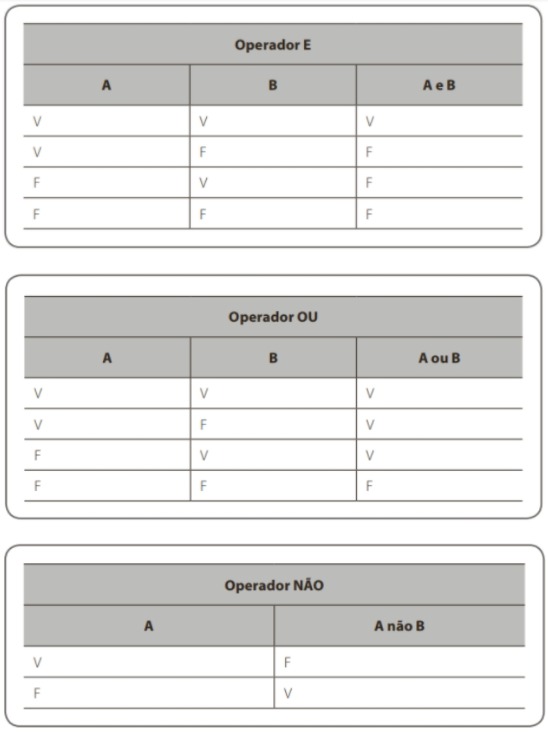 Operador E
A B A e B
V V V
V F F
F V F
F F F
Operador OU
A B A ou B
V V V
V F V
F V V
F F F
Operador NÃO
A A não B
V F
F V